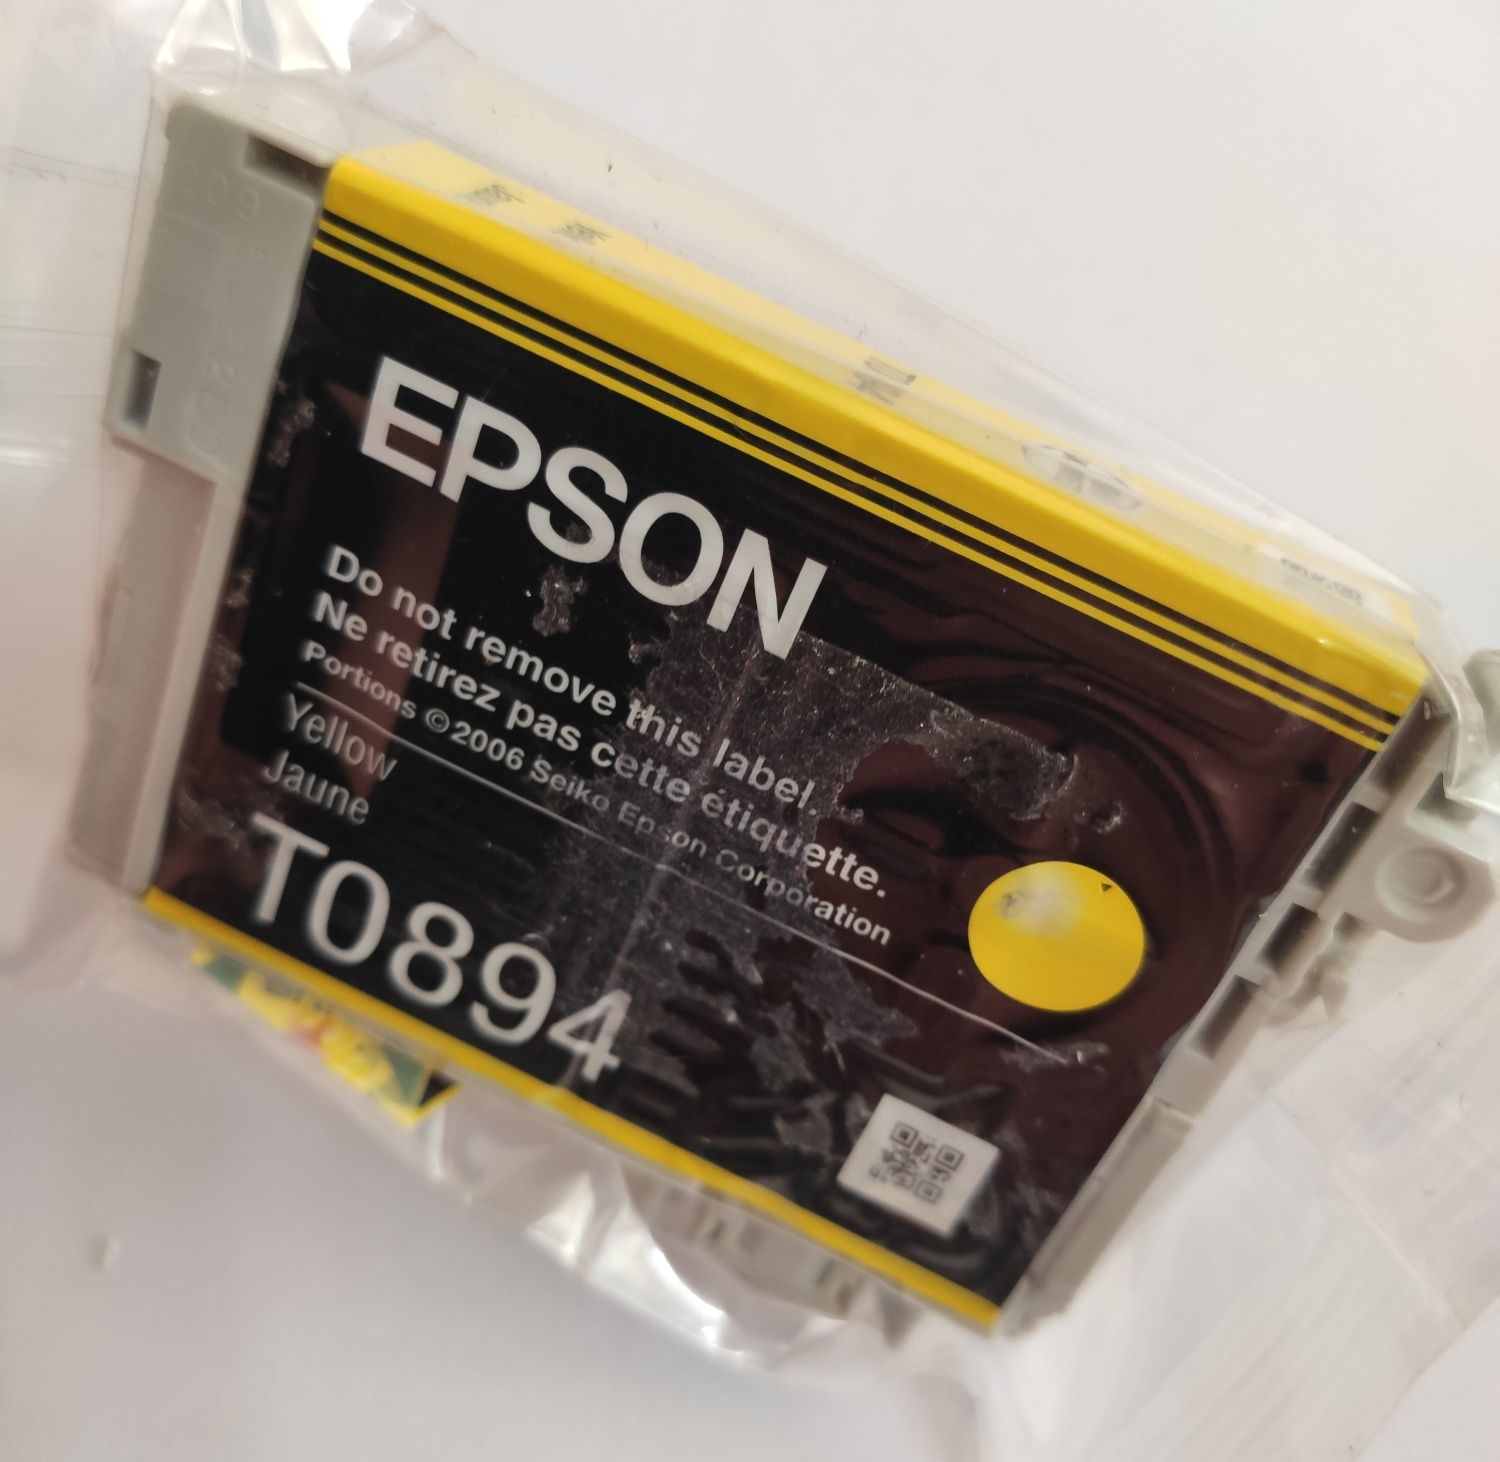 EPSON
Do not remove this label.
Ne retirez pas cette étiquette.
Portions ©2006 Seiko Epson Corporation
Yellow
Jaune
T0894